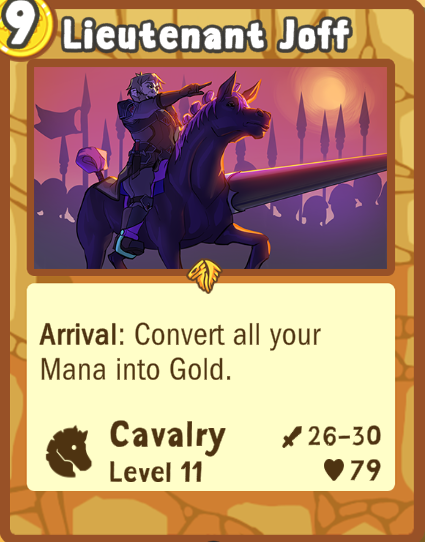 9 Lieutenant Joff
Arrival: Convert all your
Mana into Gold.
Cavalry 26–30
Level 11 79